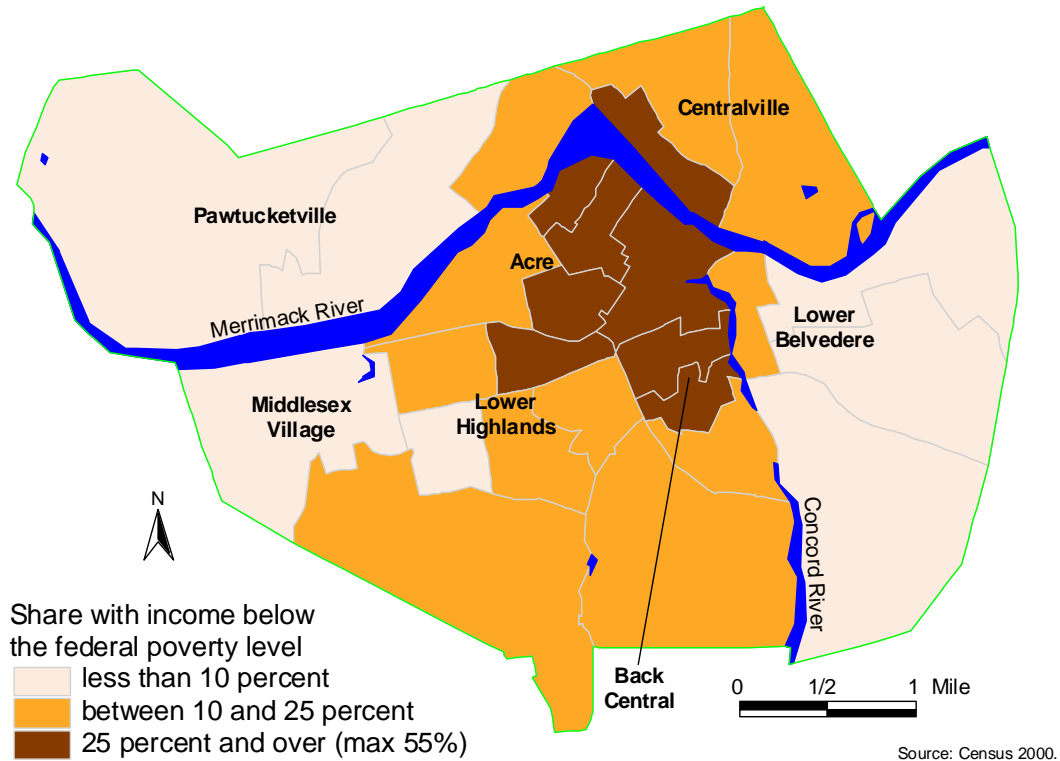 Centralville
Pawtucketville
Acre
Merrimack River
Lower
Belvedere
Middlesex
Village
Lower
Highlands
N
Concord River
Share with income below
the federal poverty level
less than 10 percent
between 10 and 25 percent
25 percent and over (max 55%)
Back
Central
0 1/2 1 Mile
Source: Census 2000.